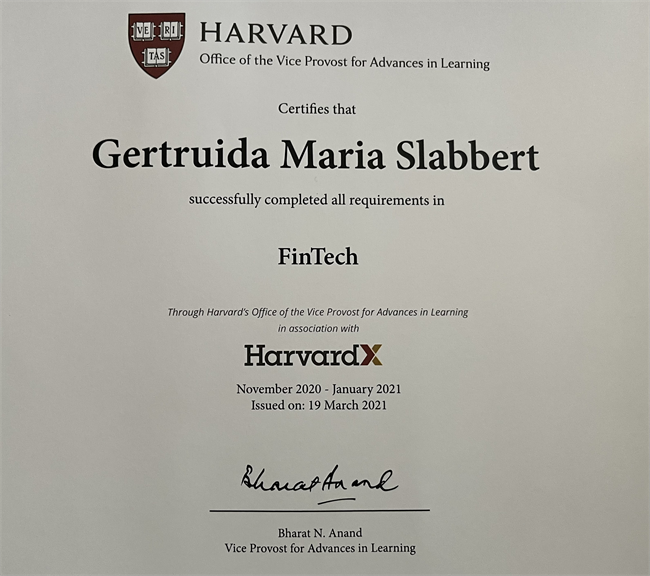 VE RI
TAS
HARVARD
Office of the Vice Provost for Advances in Learning
Certifies that
Gertruida Maria Slabbert
successfully completed all requirements in
FinTech
Through Harvard's Office of the Vice Provost for Advances in Learning
in association with
HarvardX
November 2020 - January 2021
Issued on: 19 March 2021
Bharat Anand
Bharat N. Anand
Vice Provost for Advances in Learning